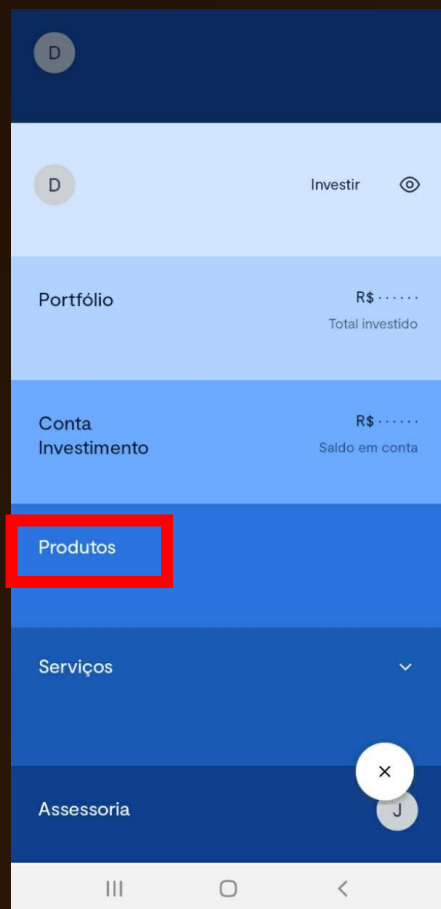 D
D
Investir
Portfólio
R$ ······
Total investido
Conta
Investimento
R$ ······
Saldo em conta
Produtos
Serviços
Assessoria
J